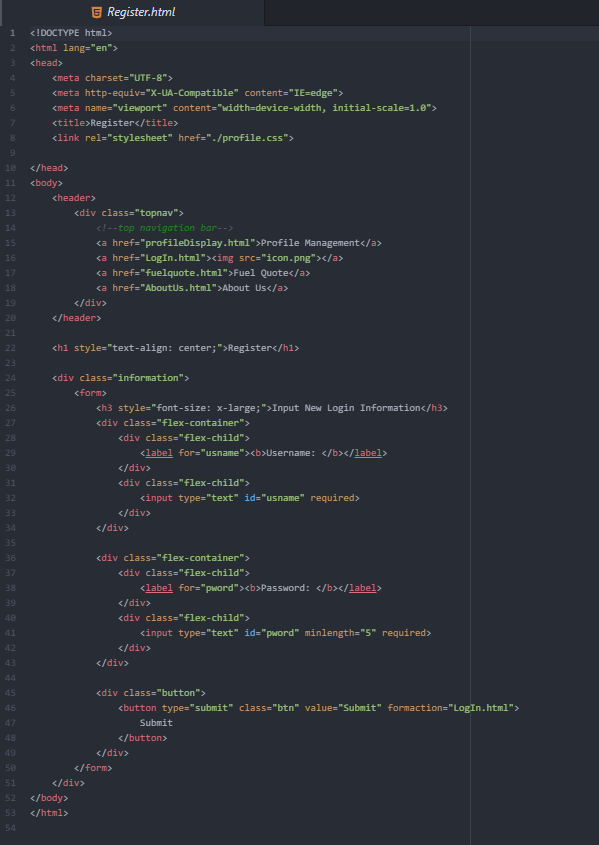 Register.html
1 <!DOCTYPE html>
2 <html lang="en">
3 <head>
4     <meta charset="UTF-8">
5     <meta http-equiv="X-UA-Compatible" content="IE=edge">
6     <meta name="viewport" content="width=device-width, initial-scale=1.0">
7     <title>Register</title>
8     <link rel="stylesheet" href="./profile.css">
9
10 </head>
11 <body>
12     <header>
13         <div class="topnav">
14             <!--top navigation bar-->
15             <a href="profileDisplay.html">Profile Management</a>
16             <a href="LogIn.html"><img src="icon.png"></a>
17             <a href="fuelquote.html">Fuel Quote</a>
18             <a href="AboutUs.html">About Us</a>
19         </div>
20     </header>
21
22     <h1 style="text-align: center;">Register</h1>
23
24     <div class="information">
25         <form>
26             <h3 style="font-size: x-large;">Input New Login Information</h3>
27             <div class="flex-container">
28                 <div class="flex-child">
29                     <label for="usname"><b>Username: </b></label>
30                 </div>
31                 <div class="flex-child">
32                     <input type="text" id="usname" required>
33                 </div>
34             </div>
35
36             <div class="flex-container">
37                 <div class="flex-child">
38                     <label for="pword"><b>Password: </b></label>
39                 </div>
40                 <div class="flex-child">
41                     <input type="text" id="pword" minlength="5" required>
42                 </div>
43             </div>
44
45             <div class="button">
46                 <button type="submit" class="btn" value="Submit" formaction="LogIn.html">
47                     Submit
48                 </button>
49             </div>
50         </form>
51     </div>
52 </body>
53 </html>
54